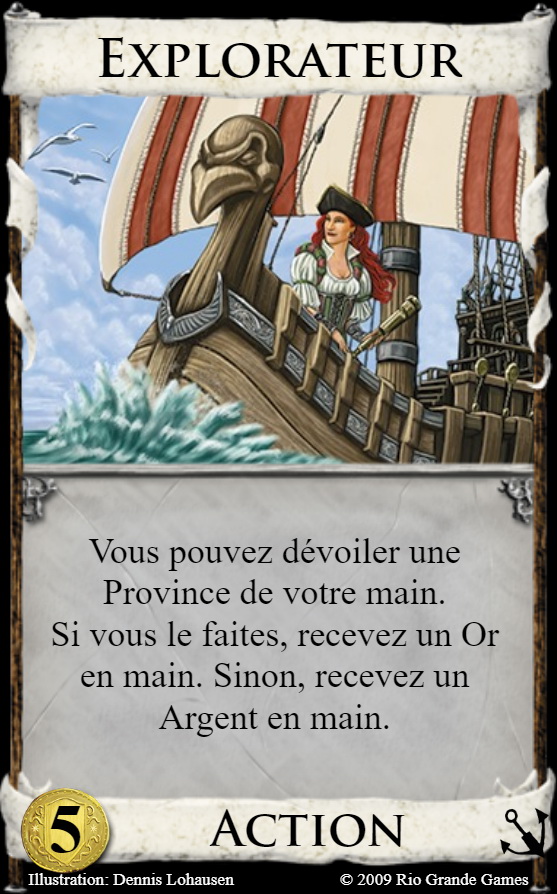 Explorateur
Vous pouvez dévoiler une
Province de votre main.
Si vous le faites, recevez un Or
en main. Sinon, recevez un
Argent en main.
5
Action
Illustration: Dennis Lohausen
© 2009 Rio Grande Games